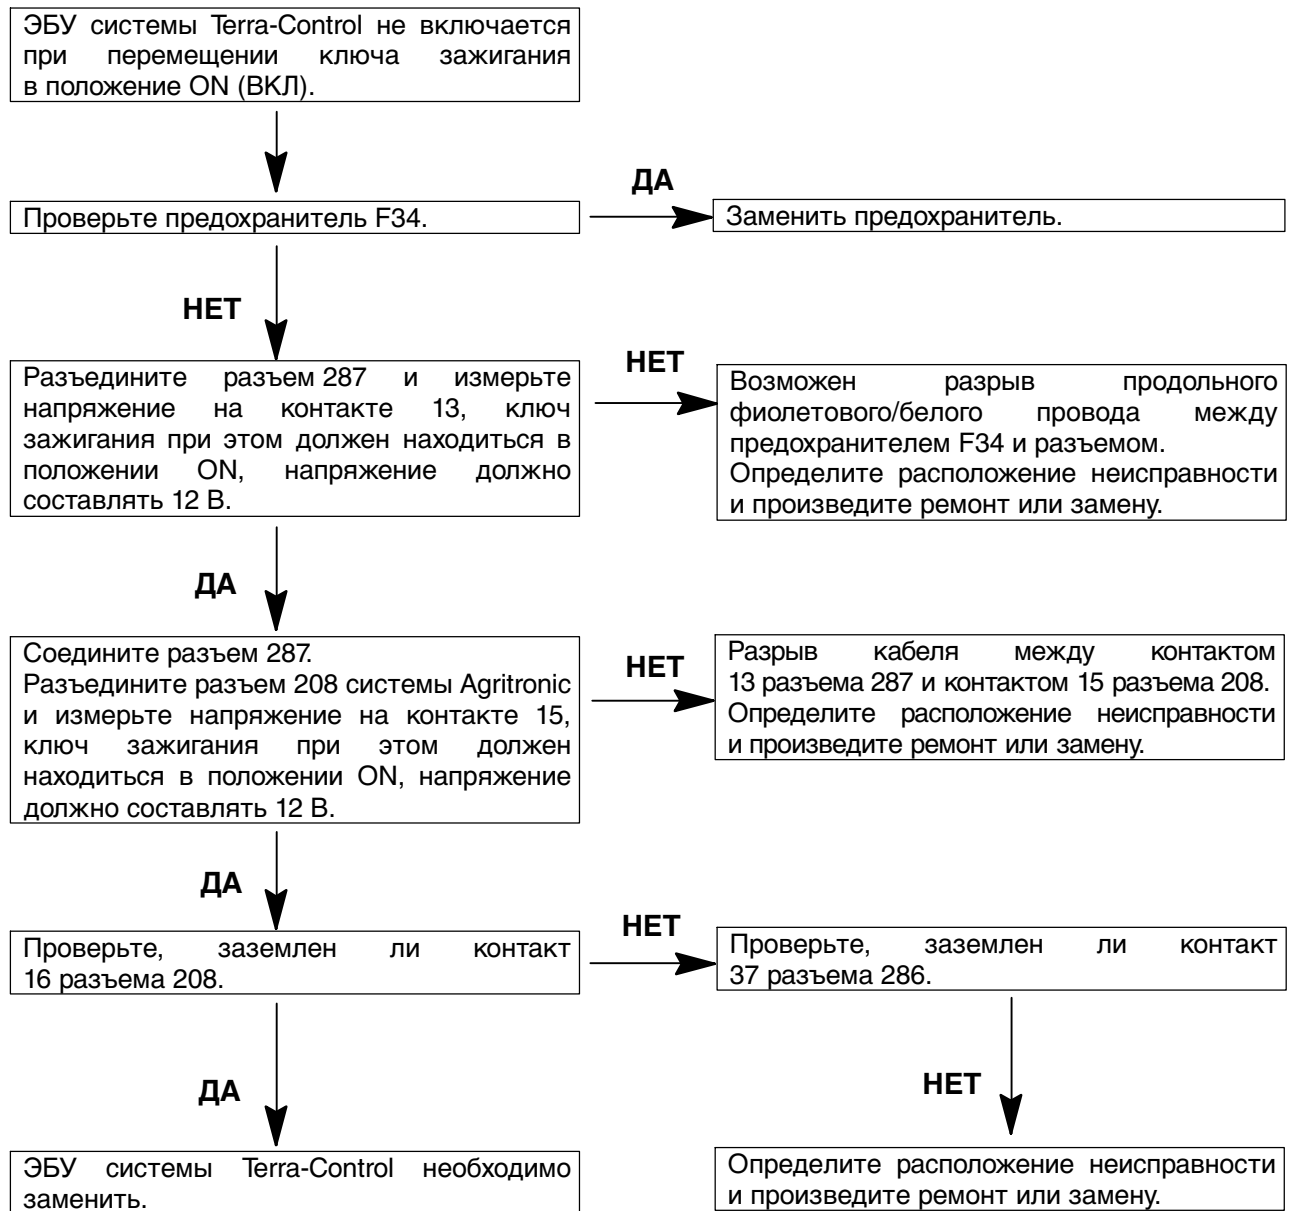 ЭБУ системы Terra-Control не включается
при перемещении ключа зажигания
в положение ON (ВКЛ).
ДА
Проверьте предохранитель F34.
Заменить предохранитель.
НЕТ
Разъедините разъем 287 и измерьте
напряжение на контакте 13, ключ
зажигания при этом должен находиться в
положении ON, напряжение должно
составлять 12 В.
НЕТ
Возможен разрыв продольного
фиолетового/белого провода между
предохранителем F34 и разъемом.
Определите расположение неисправности
и произведите ремонт или замену.
ДА
Соедините разъем 287.
Разъедините разъем 208 системы Agritronic
и измерьте напряжение на контакте 15,
ключ зажигания при этом должен
находиться в положении ON, напряжение
должно составлять 12 В.
НЕТ
Разрыв кабеля между контактом
13 разъема 287 и контактом 15 разъема 208.
Определите расположение неисправности
и произведите ремонт или замену.
ДА
Проверьте, заземлен ли контакт
16 разъема 208.
НЕТ
Проверьте, заземлен ли контакт
37 разъема 286.
ДА
НЕТ
ЭБУ системы Terra-Control необходимо
заменить.
Определите расположение неисправности
и произведите ремонт или замену.